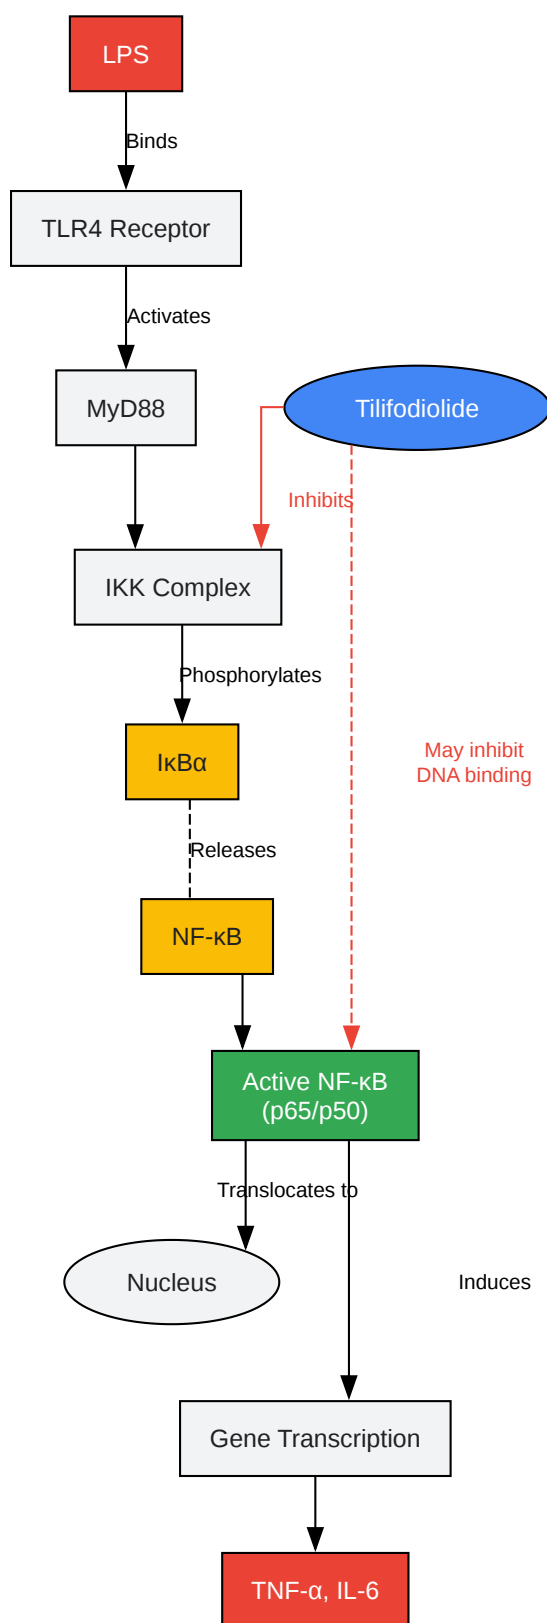 LPS
Binds
TLR4 Receptor
Activates
MyD88
Tilifodiolide
Inhibits
IKK Complex
Phosphorylates
May inhibit
DNA binding
IκBα
Releases
NF-κB
Active NF-κB
(p65/p50)
Translocates to
Nucleus
Induces
Gene Transcription
TNF-α, IL-6